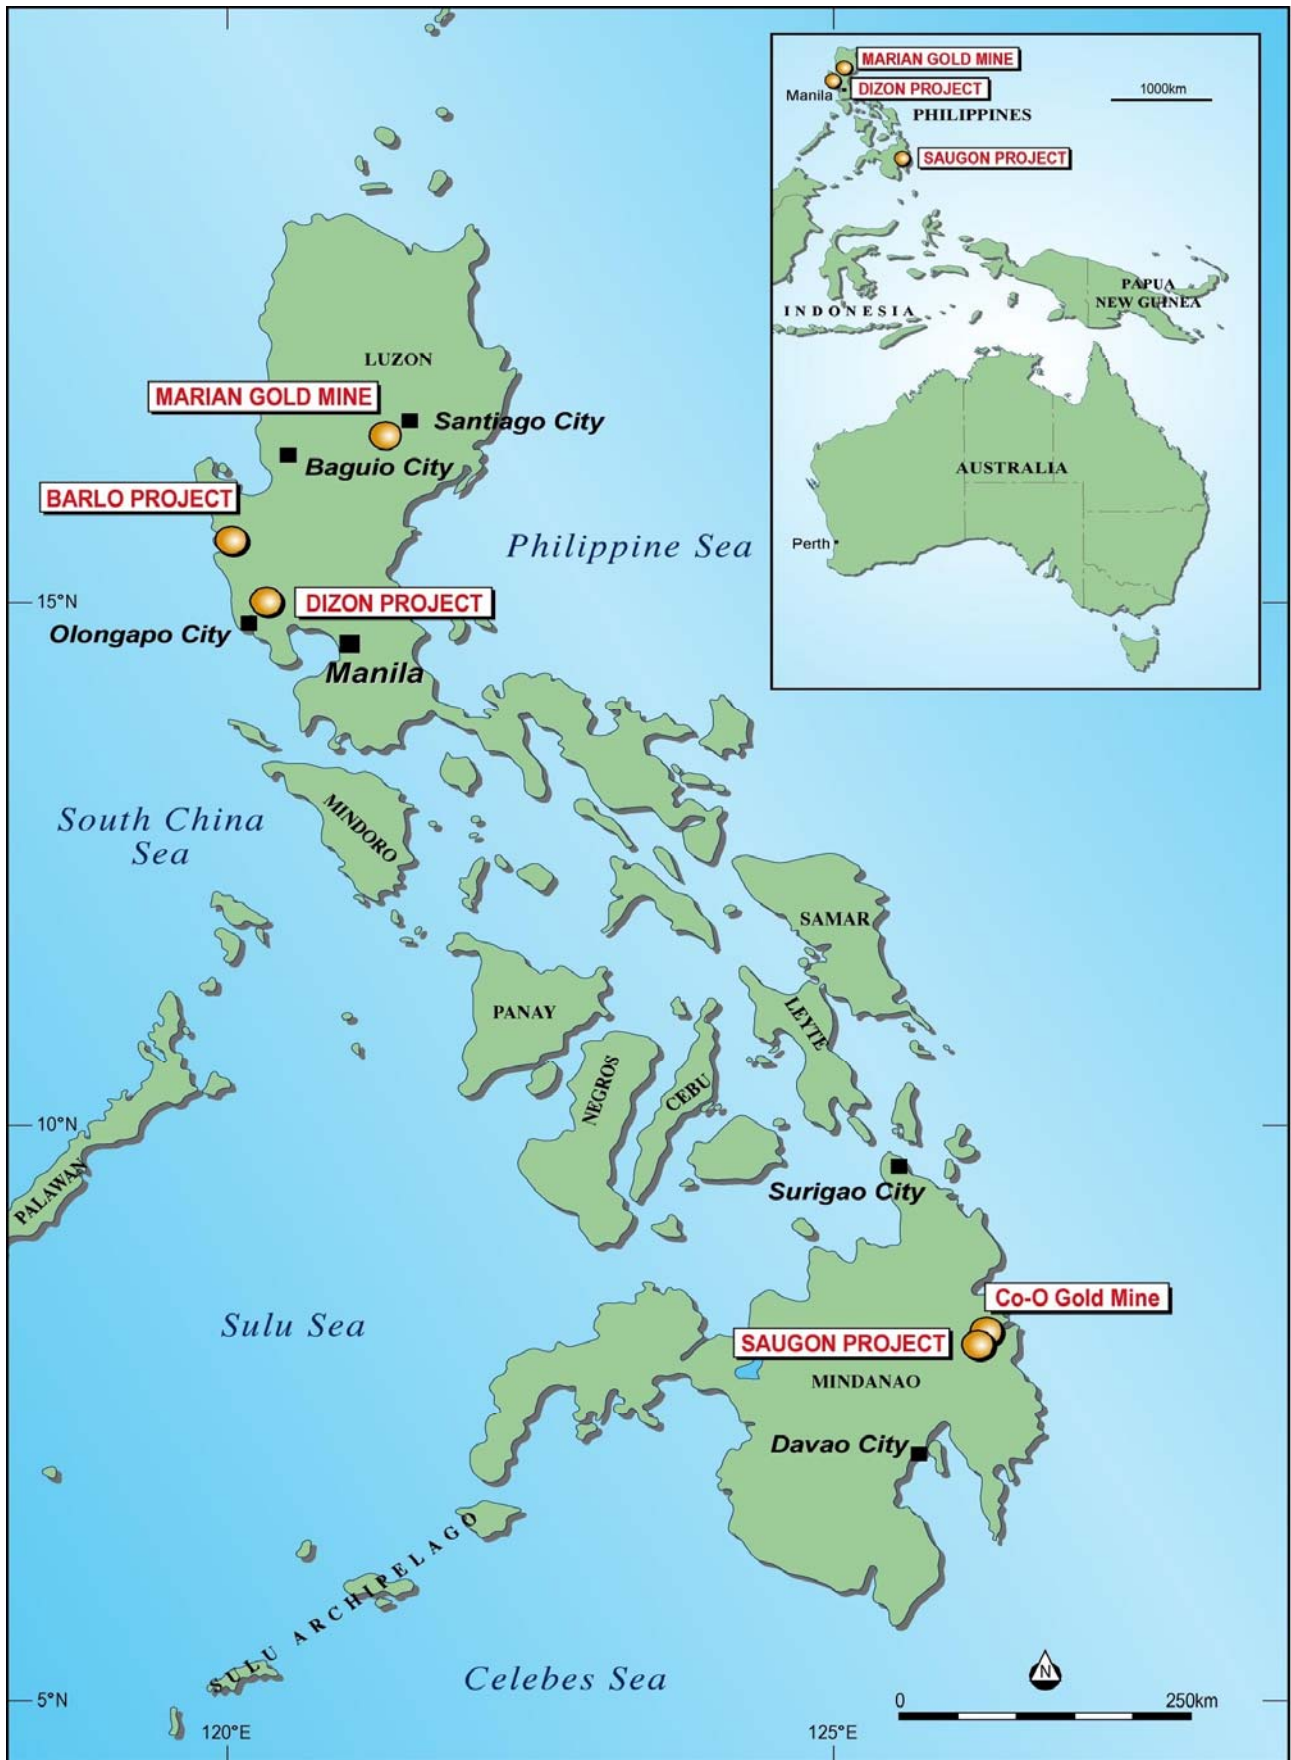 MARIAN GOLD MINE
Manila
DIZON PROJECT
1000km
PHILIPPINES
SAUGON PROJECT
PAPUA
NEW GUINEA
INDONESIA
AUSTRALIA
Perth
LUZON
MARIAN GOLD MINE
Santiago City
Baguio City
BARLO PROJECT
Philippine Sea
15°N
DIZON PROJECT
Olongapo City
Manila
South China
Sea
MINDORO
SAMAR
PANAY
LEYTE
NEGROS
CEBU
10°N
PALAWAN
Surigao City
Co-O Gold Mine
Sulu Sea
SAUGON PROJECT
MINDANAO
Davao City
SULU ARCHIPELAGO
Celebes Sea
N
5°N
0
250km
120°E
125°E